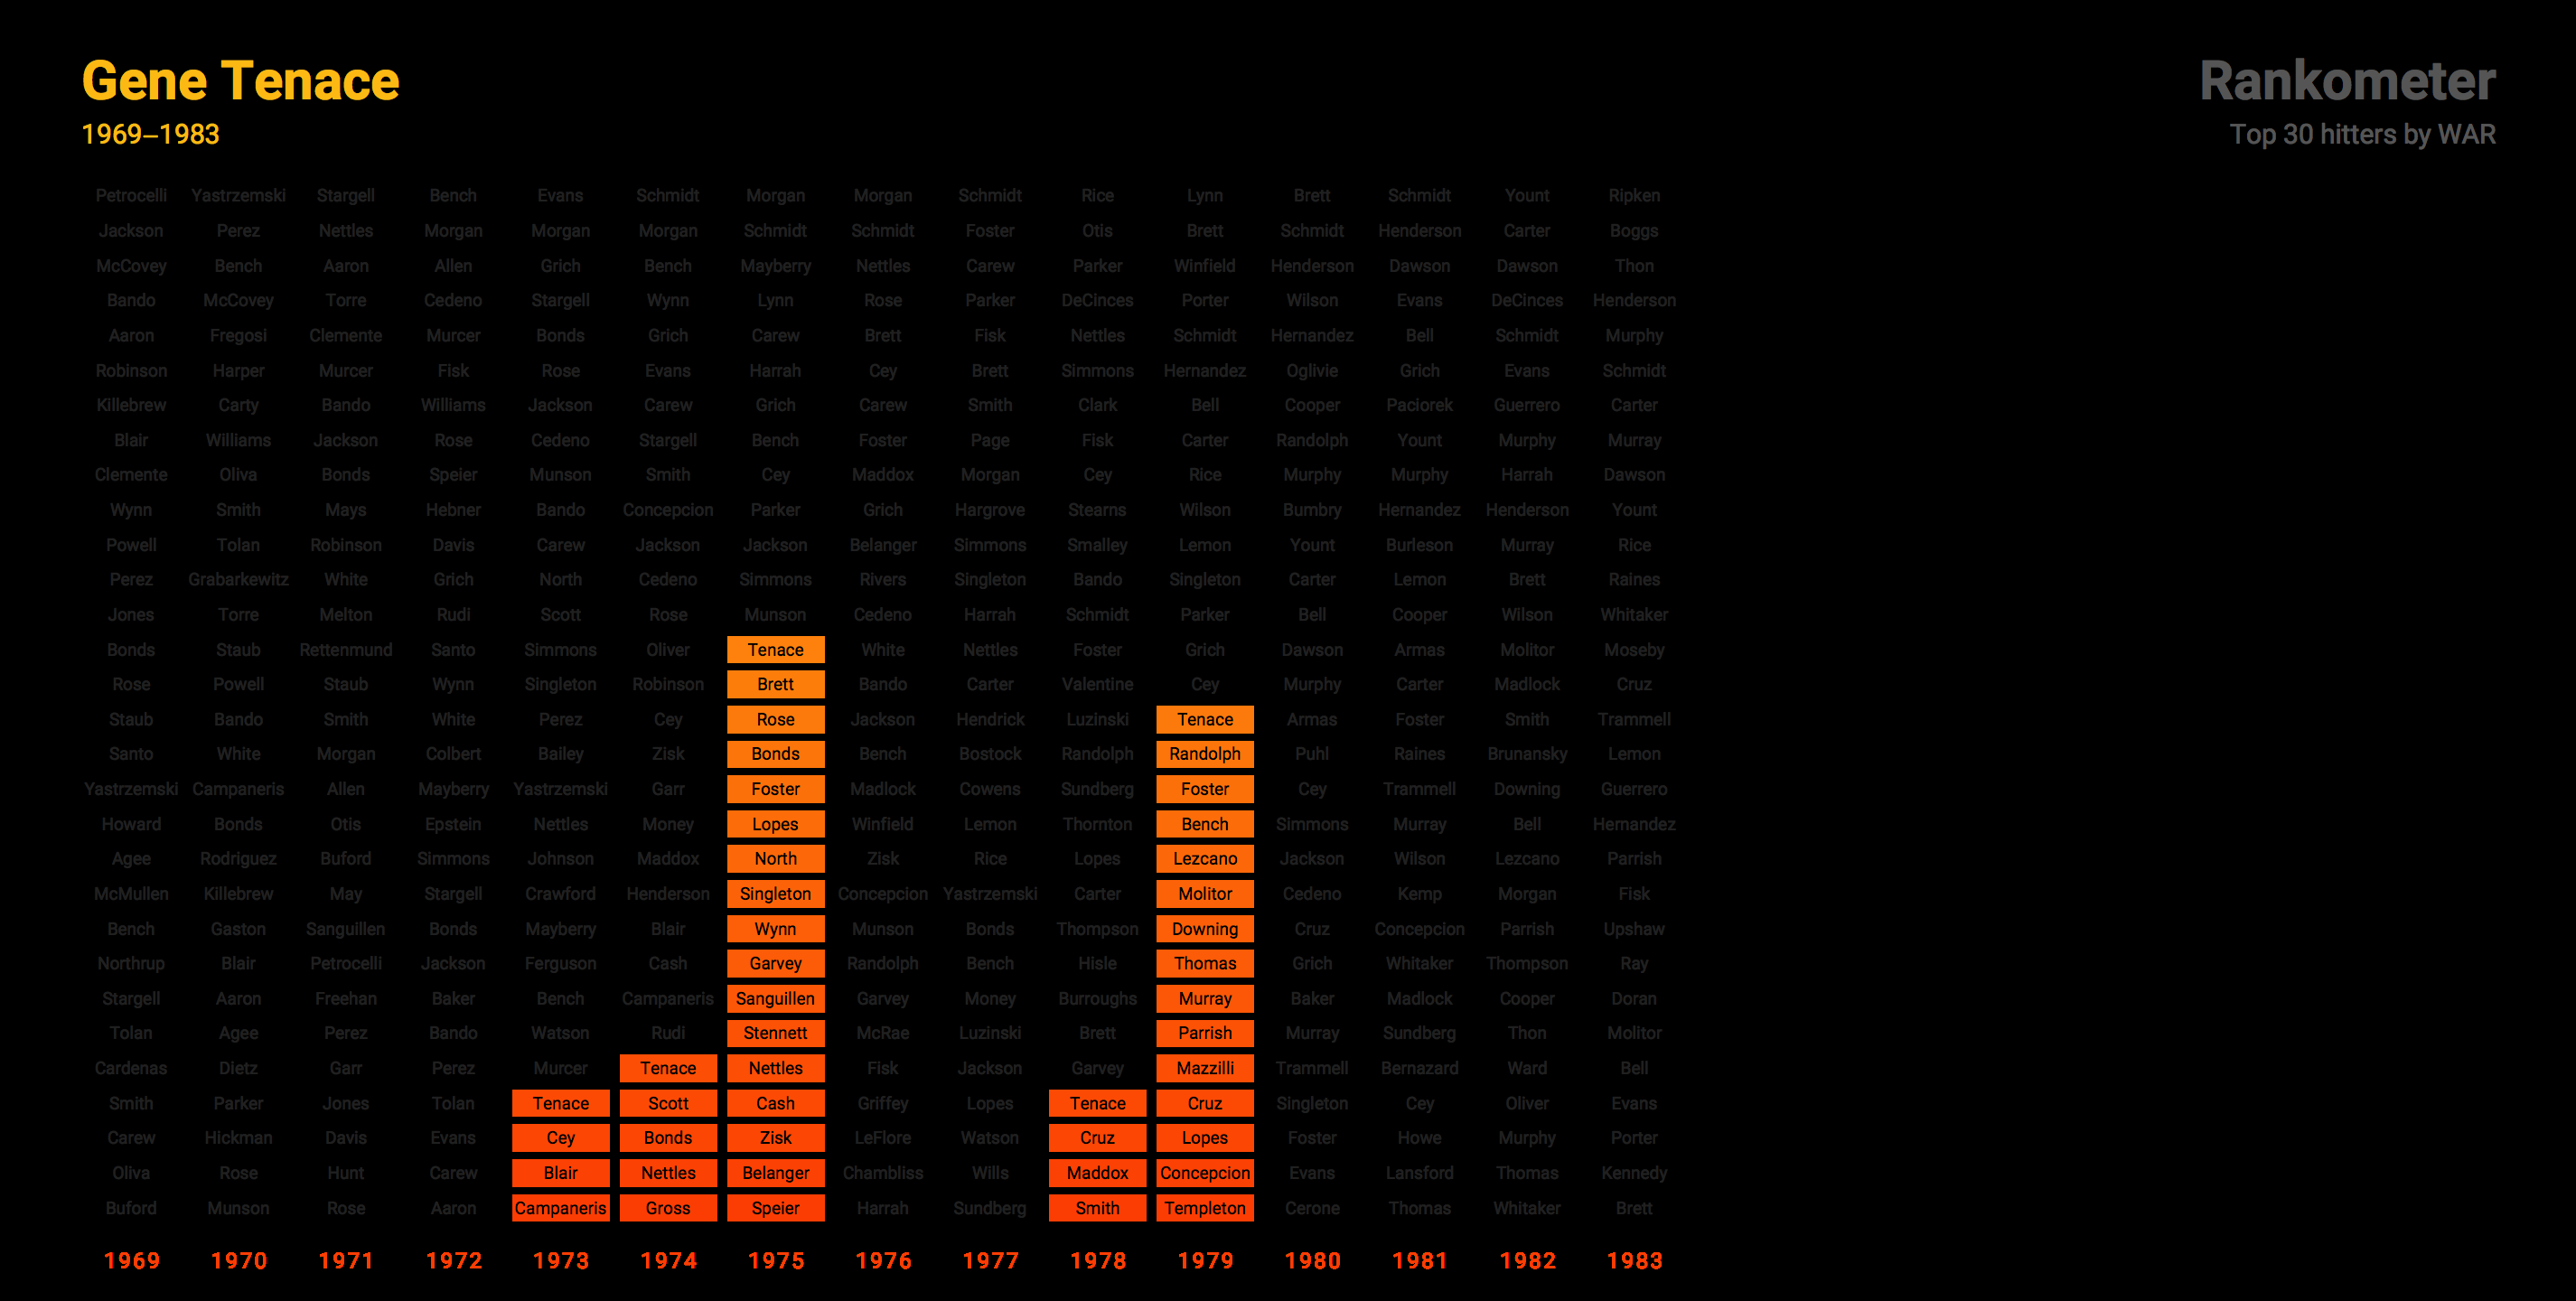 Gene Tenace
1969–1983
Rankometer
Top 30 hitters by WAR
Petrocelli Yastrzemski Stargell Bench Evans Schmidt Morgan Morgan Schmidt Rice Lynn Brett Schmidt Yount Ripken
Jackson Perez Nettles Morgan Morgan Morgan Schmidt Schmidt Foster Otis Brett Schmidt Henderson Carter Boggs
McCovey Bench Aaron Allen Grich Bench Mayberry Nettles Carew Parker Winfield Henderson Dawson Dawson Thon
Bando McCovey Torre Cedeno Stargell Wynn Lynn Rose Parker DeCinces Porter Wilson Evans DeCinces Henderson
Aaron Fregosi Clemente Murcer Bonds Grich Carew Brett Fisk Nettles Schmidt Hernandez Bell Schmidt Murphy
Robinson Harper Murcer Fisk Rose Evans Harrah Cey Brett Simmons Hernandez Oglivie Grich Evans Schmidt
Killebrew Carty Bando Williams Jackson Carew Grich Carew Smith Clark Bell Cooper Paciorek Guerrero Carter
Blair Williams Jackson Rose Cedeno Stargell Bench Foster Page Fisk Carter Randolph Yount Murphy Murray
Clemente Oliva Bonds Speier Munson Smith Cey Maddox Morgan Cey Rice Murphy Murphy Harrah Dawson
Wynn Smith Mays Hebner Bando Concepcion Parker Grich Hargrove Stearns Wilson Bumbry Hernandez Henderson Yount
Powell Tolan Robinson Davis Carew Jackson Jackson Belanger Simmons Smalley Lemon Yount Burleson Murray Rice
Perez Grabarkewitz White Grich North Cedeno Simmons Rivers Singleton Bando Singleton Carter Lemon Brett Raines
Jones Torre Melton Rudi Scott Rose Munson Cedeno Harrah Schmidt Parker Bell Cooper Wilson Whitaker
Bonds Staub Rettenmund Santo Simmons Oliver Tenace White Nettles Foster Grich Dawson Armas Molitor Moseby
Rose Powell Staub Wynn Singleton Robinson Brett Bando Carter Valentine Cey Murphy Carter Madlock Cruz
Staub Bando Smith White Perez Cey Rose Jackson Hendrick Luzinski Tenace Armas Foster Smith Trammell
Santo White Morgan Colbert Bailey Zisk Bonds Bench Bostock Randolph Randolph Puhl Raines Brunansky Lemon
Yastrzemski Campaneris Allen Mayberry Yastrzemski Garr Foster Madlock Cowens Sundberg Foster Cey Trammell Downing Guerrero
Howard Bonds Otis Epstein Nettles Money Lopes Winfield Lemon Thornton Bench Simmons Murray Bell Hernandez
Agee Rodriguez Buford Simmons Johnson Maddox North Zisk Rice Lopes Lezcano Jackson Wilson Lezcano Parrish
McMullen Killebrew May Stargell Crawford Henderson Singleton Concepcion Yastrzemski Carter Molitor Cedeno Kemp Morgan Fisk
Bench Gaston Sanguillen Bonds Mayberry Blair Wynn Munson Bonds Thompson Downing Cruz Concepcion Parrish Upshaw
Northrup Blair Petrocelli Jackson Ferguson Cash Garvey Randolph Bench Hisle Thomas Grich Whitaker Thompson Ray
Stargell Aaron Freehan Baker Bench Campaneris Sanguillen Garvey Money Burroughs Murray Baker Madlock Cooper Doran
Tolan Agee Perez Bando Watson Rudi Stennett McRae Luzinski Brett Parrish Murray Sundberg Thon Molitor
Cardenas Dietz Garr Perez Murcer Tenace Nettles Fisk Jackson Garvey Mazzilli Trammell Bernazard Ward Bell
Smith Parker Jones Tolan Tenace Scott Cash Griffey Lopes Tenace Cruz Singleton Cey Oliver Evans
Carew Hickman Davis Evans Cey Bonds Zisk LeFlore Watson Cruz Lopes Foster Howe Murphy Porter
Oliva Rose Hunt Carew Blair Nettles Belanger Chambliss Wills Maddox Concepcion Evans Lansford Thomas Kennedy
Buford Munson Rose Aaron Campaneris Gross Speier Harrah Sundberg Smith Templeton Cerone Thomas Whitaker Brett
1969 1970 1971 1972 1973 1974 1975 1976 1977 1978 1979 1980 1981 1982 1983